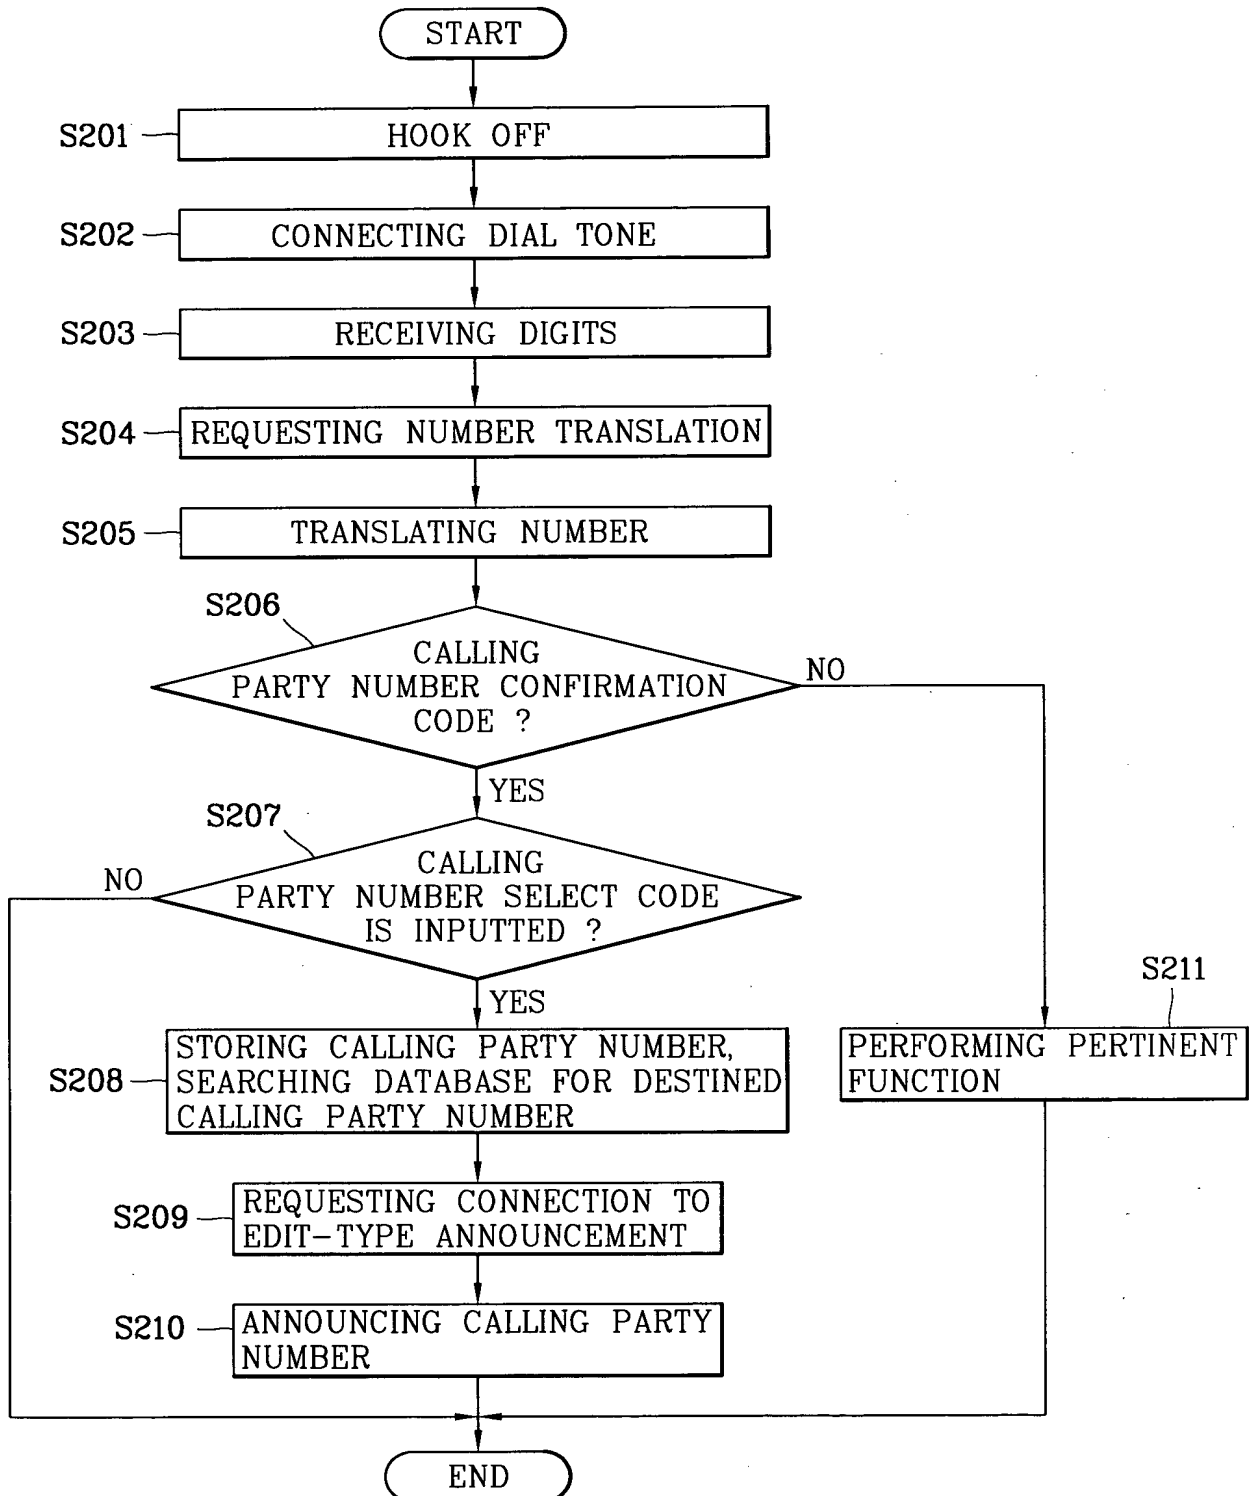 START
S201
HOOK OFF
S202
CONNECTING DIAL TONE
S203
RECEIVING DIGITS
S204
REQUESTING NUMBER TRANSLATION
S205
TRANSLATING NUMBER
S206
CALLING
PARTY NUMBER CONFIRMATION
CODE ?
NO
YES
S207
CALLING
PARTY NUMBER SELECT CODE
IS INPUTTED ?
NO
YES
S211
PERFORMING PERTINENT
FUNCTION
S208
STORING CALLING PARTY NUMBER,
SEARCHING DATABASE FOR DESTINED
CALLING PARTY NUMBER
S209
REQUESTING CONNECTION TO
EDIT-TYPE ANNOUNCEMENT
S210
ANNOUNCING CALLING PARTY
NUMBER
END